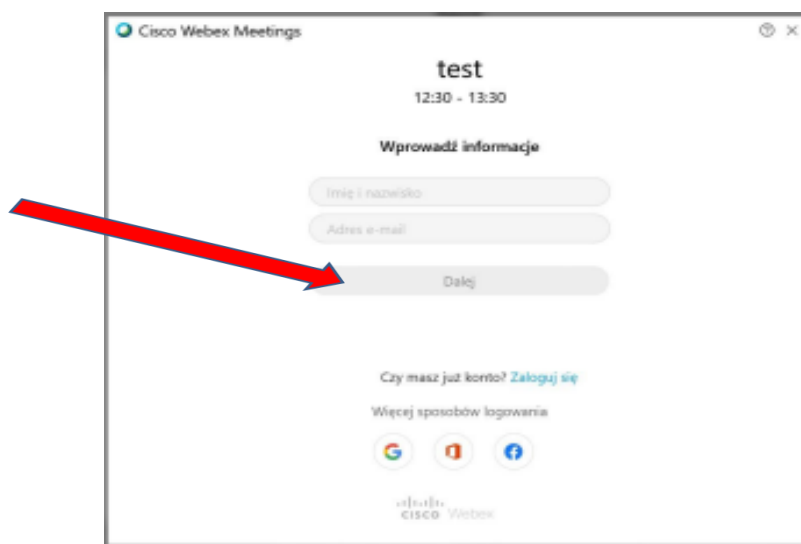 Cisco Webex Meetings
test
12:30 - 13:30
Wprowadź informacje
Imię i nazwisko
Adres e-mail
Dalej
Czy masz już konto? Zaloguj się
Więcej sposobów logowania
cisco Webex